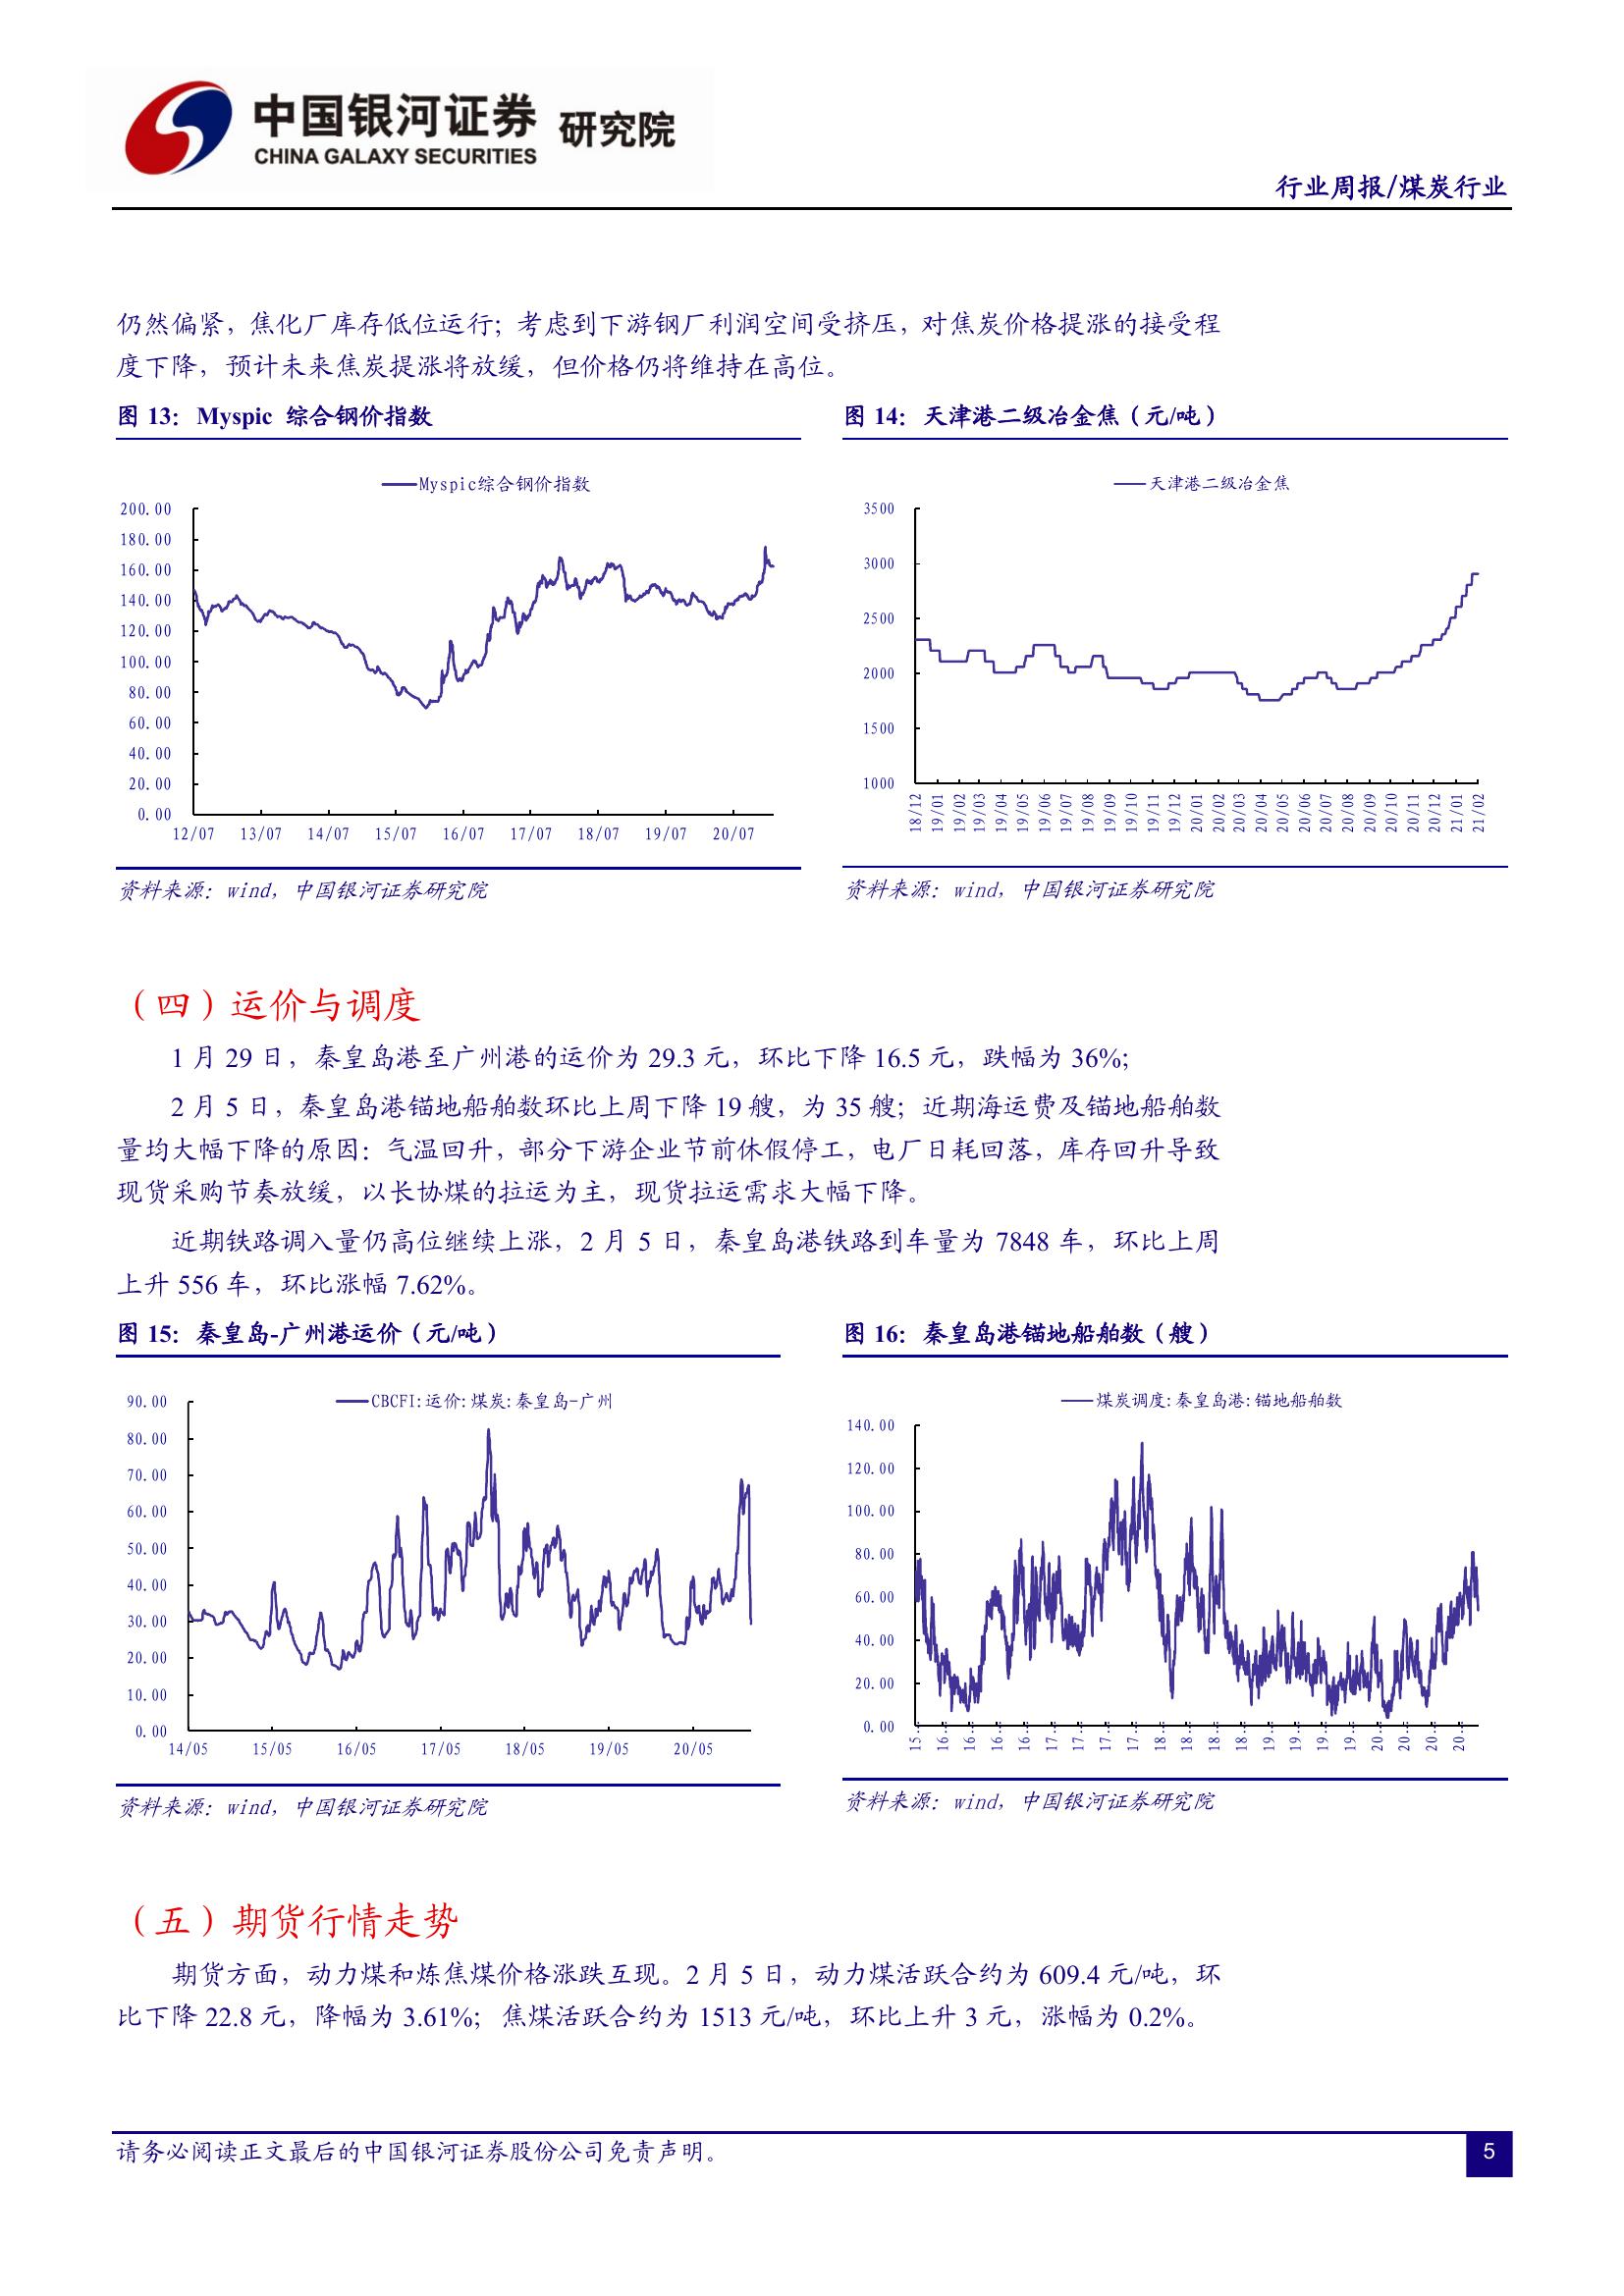 中国银河证券 研究院
CHINA GALAXY SECURITIES
行业周报/煤炭行业
仍然偏紧，焦化厂库存低位运行；考虑到下游钢厂利润空间受挤压，对焦炭价格提涨的接受程
度下降，预计未来焦炭提涨将放缓，但价格仍将维持在高位。
图 13：Myspic 综合钢价指数
Myspic综合钢价指数
200.00
180.00
160.00
140.00
120.00
100.00
80.00
60.00
40.00
20.00
0.00
12/07 13/07 14/07 15/07 16/07 17/07 18/07 19/07 20/07
资料来源：wind，中国银河证券研究院
图 14：天津港二级冶金焦（元/吨）
天津港二级冶金焦
3500
3000
2500
2000
1500
1000
18/12 19/01 19/02 19/03 19/04 19/05 19/06 19/07 19/08 19/09 19/10 19/11 19/12 20/01 20/02 20/03 20/04 20/05 20/06 20/07 20/08 20/09 20/10 20/11 20/12 21/01 21/02
资料来源：wind，中国银河证券研究院
（四）运价与调度
1 月 29 日，秦皇岛港至广州港的运价为 29.3 元，环比下降 16.5 元，跌幅为 36%;
2 月 5 日，秦皇岛港锚地船舶数环比上周下降 19 艘，为 35 艘；近期海运费及锚地船舶数
量均大幅下降的原因：气温回升，部分下游企业节前休假停工，电厂日耗回落，库存回升导致
现货采购节奏放缓，以长协煤的拉运为主，现货拉运需求大幅下降。
近期铁路调入量仍高位继续上涨，2 月 5 日，秦皇岛港铁路到车量为 7848 车，环比上周
上升 556 车，环比涨幅 7.62%。
图 15：秦皇岛-广州港运价（元/吨）
CBCFI:运价:煤炭:秦皇岛-广州
90.00
80.00
70.00
60.00
50.00
40.00
30.00
20.00
10.00
0.00
14/05 15/05 16/05 17/05 18/05 19/05 20/05
资料来源：wind，中国银河证券研究院
图 16：秦皇岛港锚地船舶数（艘）
煤炭调度:秦皇岛港:锚地船舶数
140.00
120.00
100.00
80.00
60.00
40.00
20.00
0.00
15… 16… 16… 16… 16… 17… 17… 17… 17… 18… 18… 18… 18… 19… 19… 19… 19… 20… 20… 20… 20…
资料来源：wind，中国银河证券研究院
（五）期货行情走势
期货方面，动力煤和炼焦煤价格涨跌互现。2 月 5 日，动力煤活跃合约为 609.4 元/吨，环
比下降 22.8 元，降幅为 3.61%；焦煤活跃合约为 1513 元/吨，环比上升 3 元，涨幅为 0.2%。
请务必阅读正文最后的中国银河证券股份公司免责声明。
5